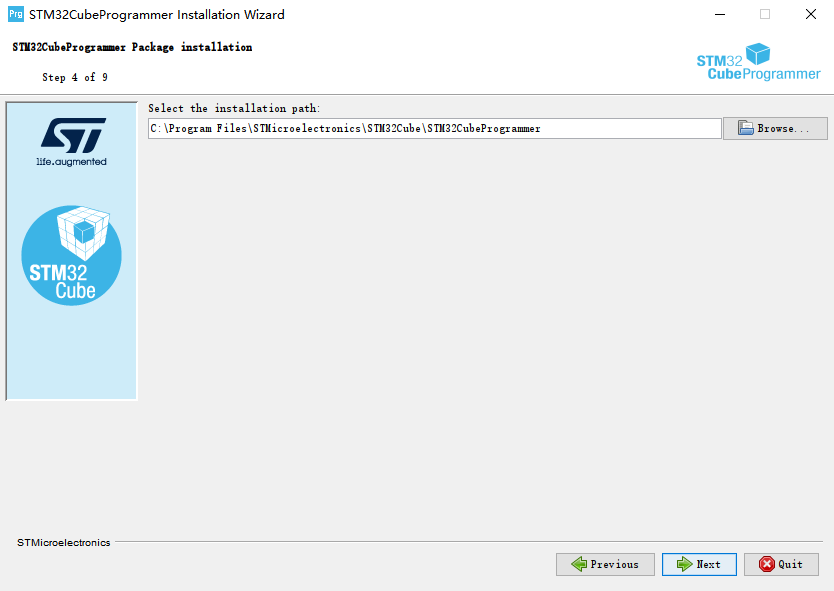 Prg STM32CubeProgrammer Installation Wizard
STM32CubeProgrammer Package installation
Step 4 of 9
STM32
CubeProgrammer
Select the installation path:
C:\Program Files\STMicroelectronics\STM32Cube\STM32CubeProgrammer
Browse...
ST
life.augmented
STM32
Cube
STMicroelectronics
Previous
Next
Quit